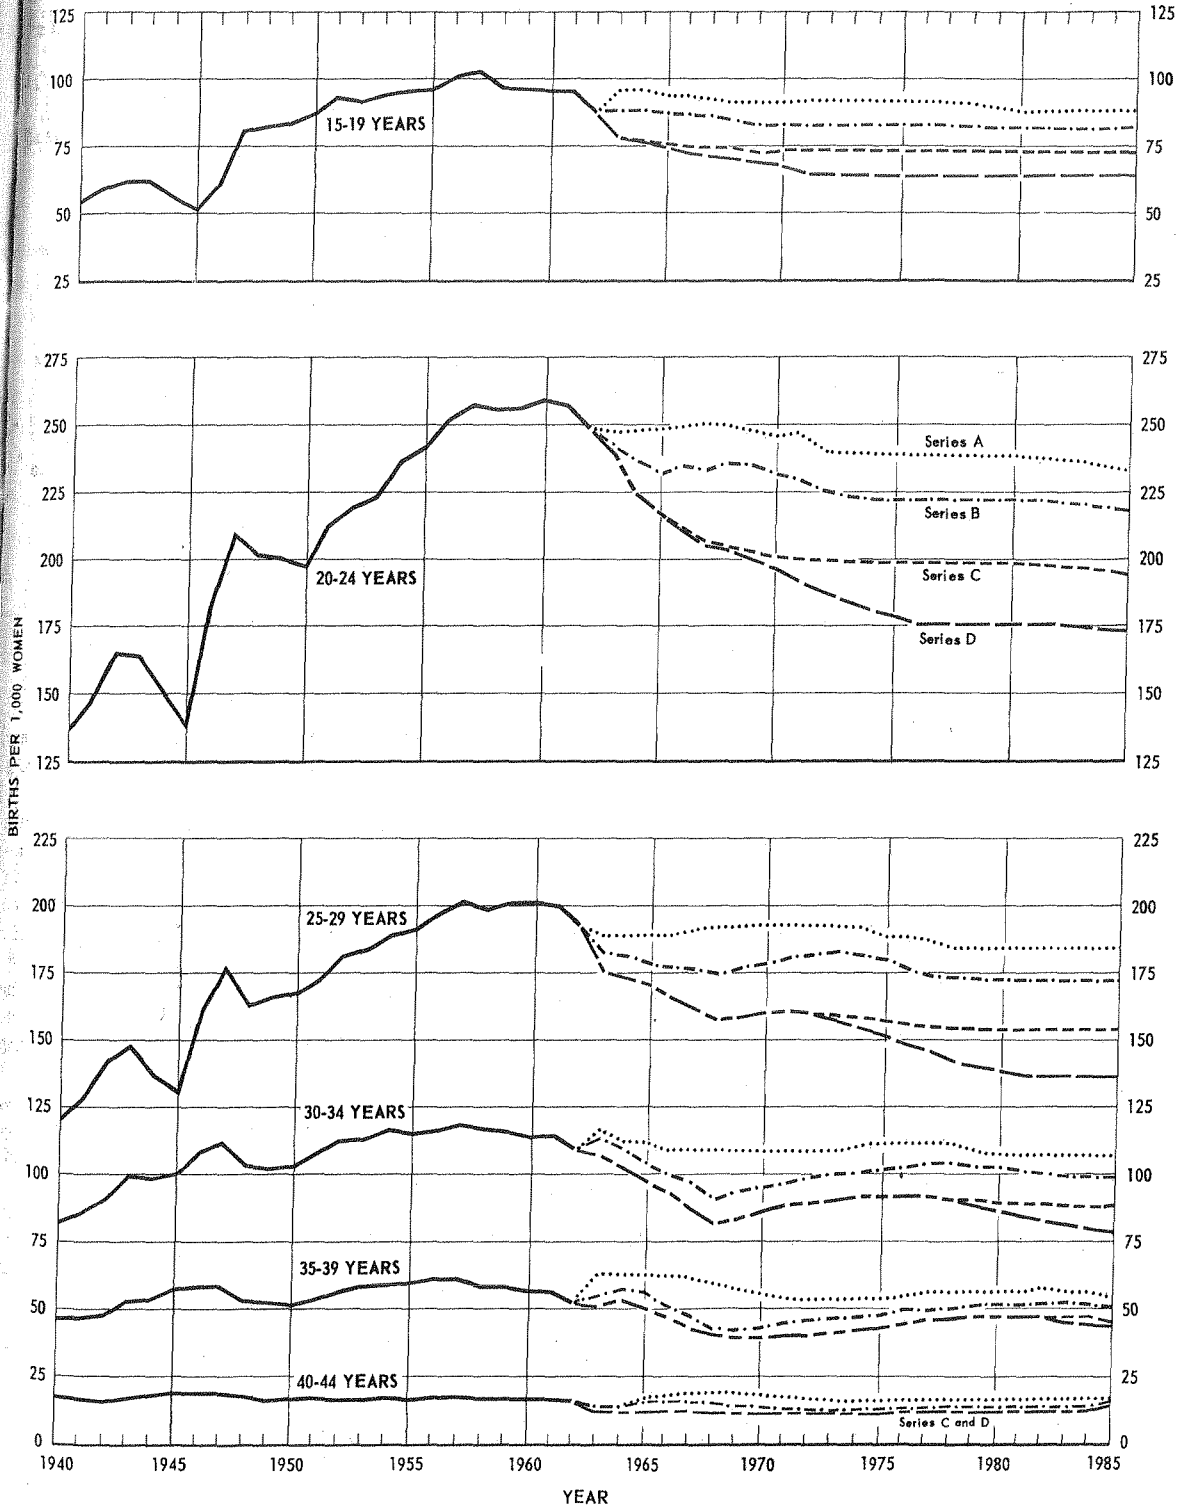 125 125
100 100
15-19 YEARS
75 75
50 50
25 25
275 275
250 250
Series A
225 225
Series B
200 200
20-24 YEARS
Series C
175 175
Series D
150 150
125 125
BIRTHS PER 1,000 WOMEN
225 225
200 200
25-29 YEARS
175 175
150 150
125 125
30-34 YEARS
100 100
75 75
35-39 YEARS
50 50
25 25
40-44 YEARS
Series C and D
0 0
1940 1945 1950 1955 1960 1965 1970 1975 1980 1985
YEAR